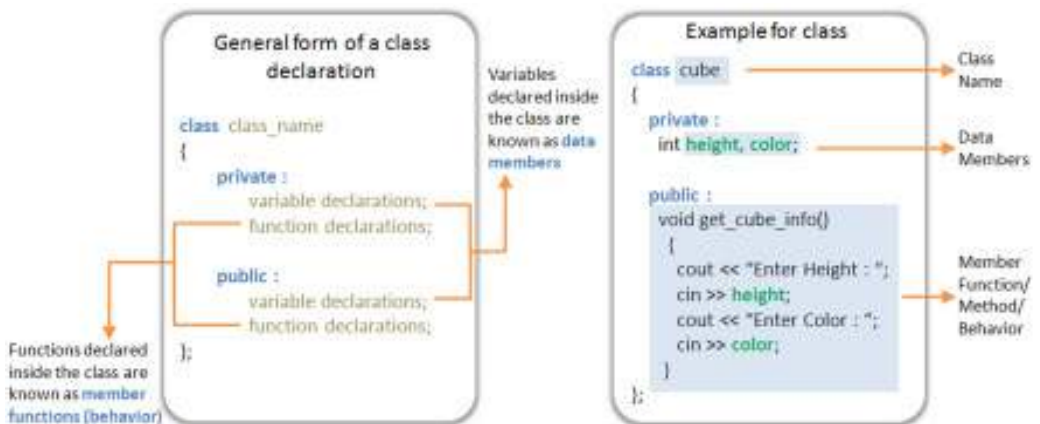 General form of a class
declaration
class class_name
{
private :
variable declarations;
function declarations;
public :
variable declarations;
function declarations;
};
Functions declared
inside the class are
known as member
functions (behavior)
Variables
declared inside
the class are
known as data
members
Example for class
class cube
{
private :
int height, color;
public :
void get_cube_info()
{
cout << "Enter Height : ";
cin >> height;
cout << "Enter Color : ";
cin >> color;
}
};
Class
Name
Data
Members
Member
Function/
Method/
Behavior